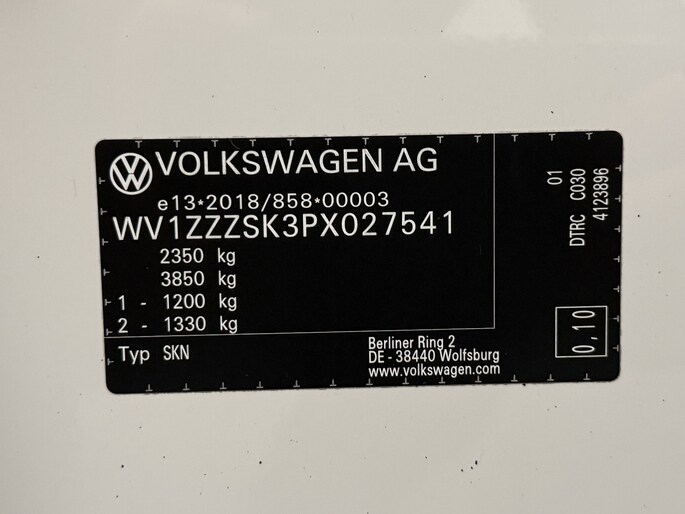 VOLKSWAGEN AG
e13*2018/858*00003
WV1ZZZSK3PX027541
2350 kg
3850 kg
1 - 1200 kg
2 - 1330 kg
Typ SKN
Berliner Ring 2
DE - 38440 Wolfsburg
www.volkswagen.com
01
DTRC C030
4123896
0,10